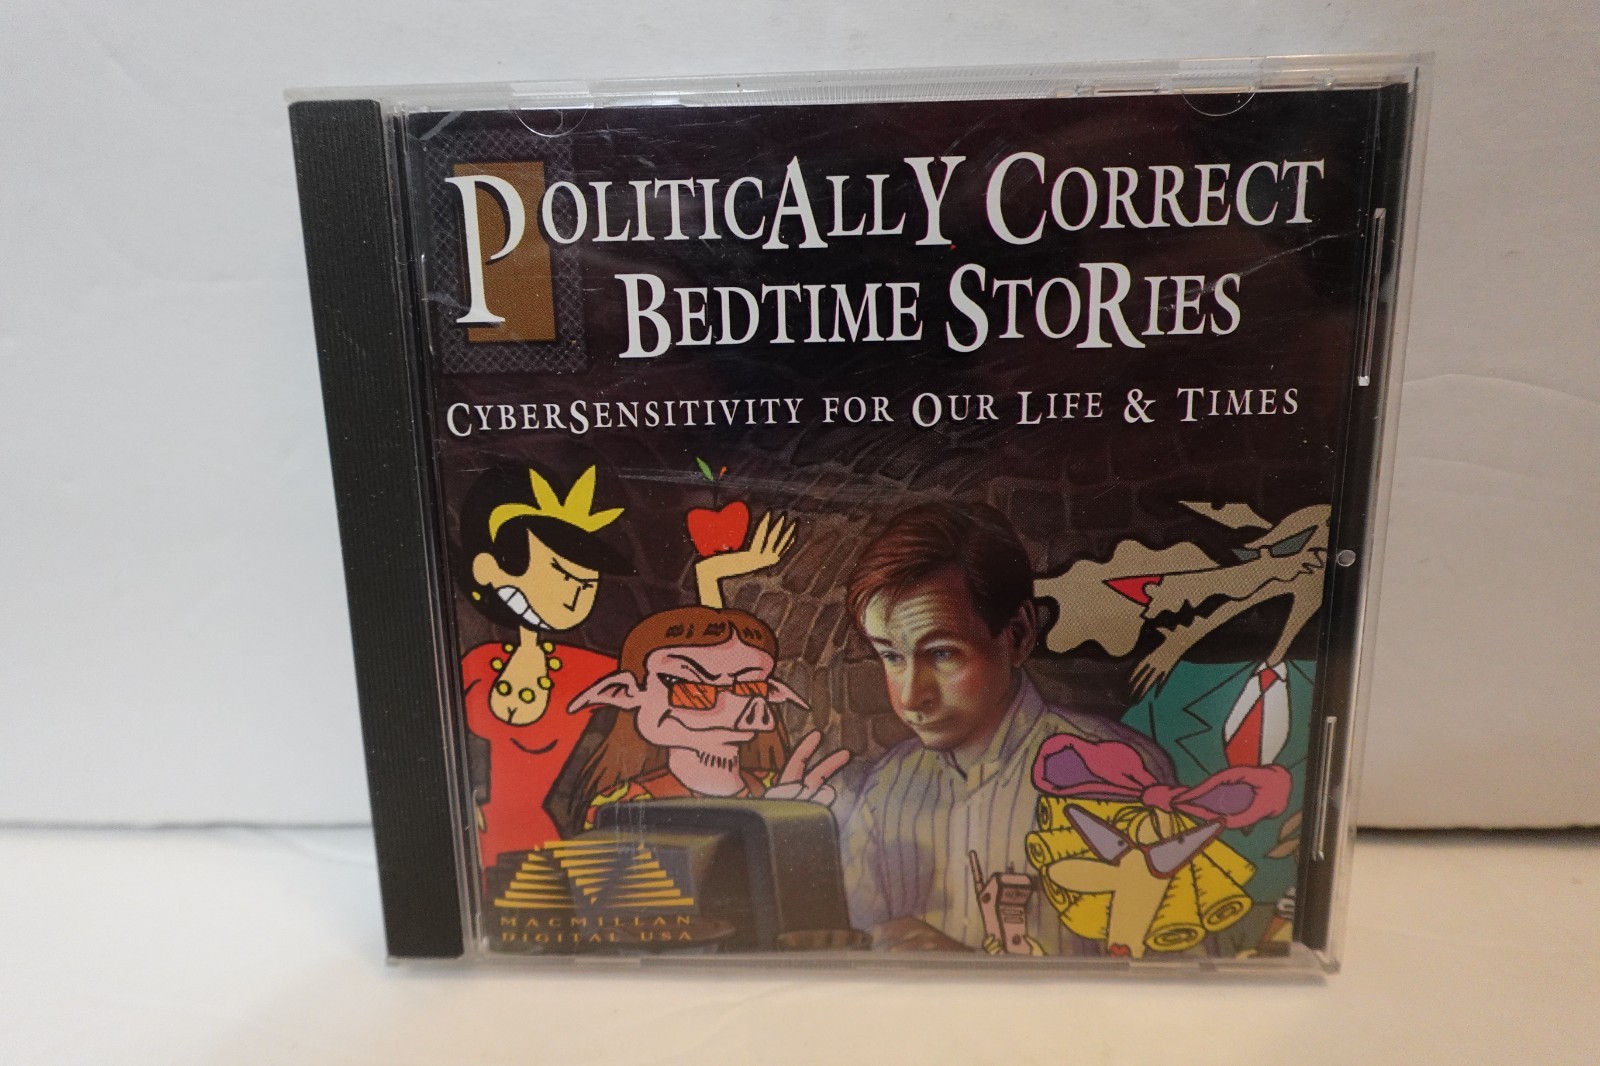 POLITICALLY CORRECT
BEDTIME STORIES
CYBERSENSITIVITY FOR OUR LIFE & TIMES
MACMILLAN
DIGITAL USA